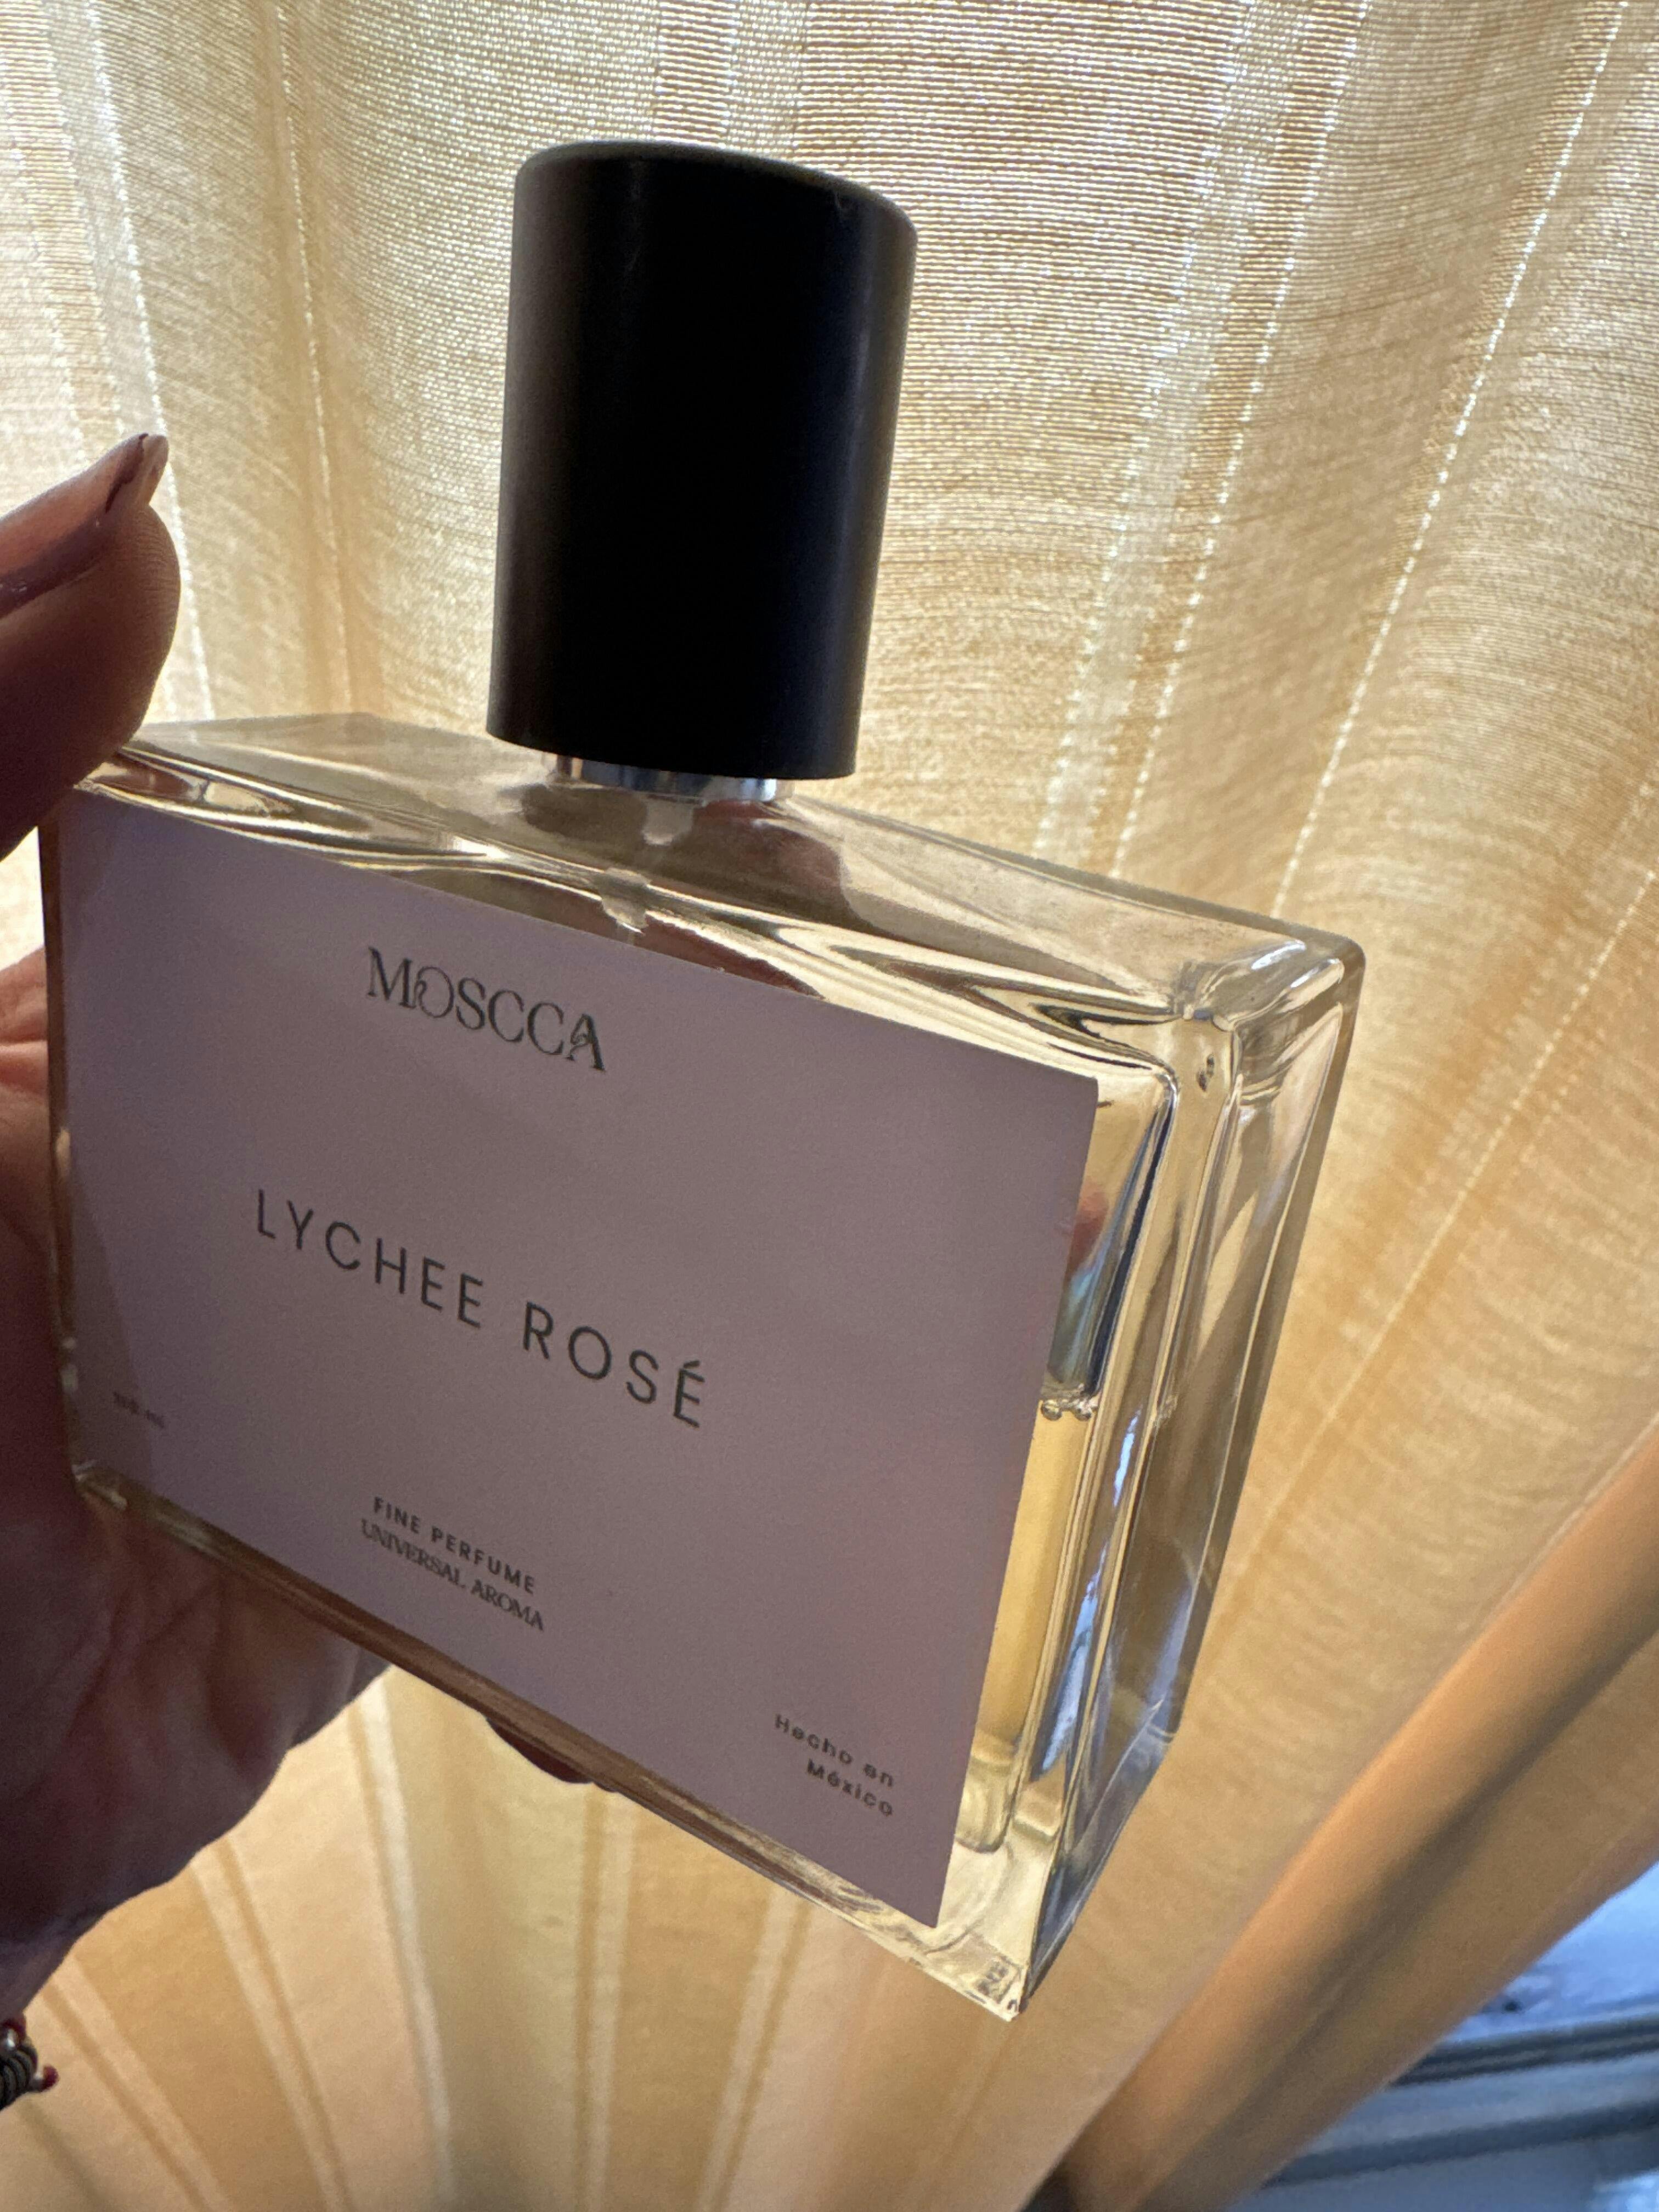 MOSCCA
LYCHEE ROSÉ
FINE PERFUME
UNIVERSAL AROMA
Hecho en
México